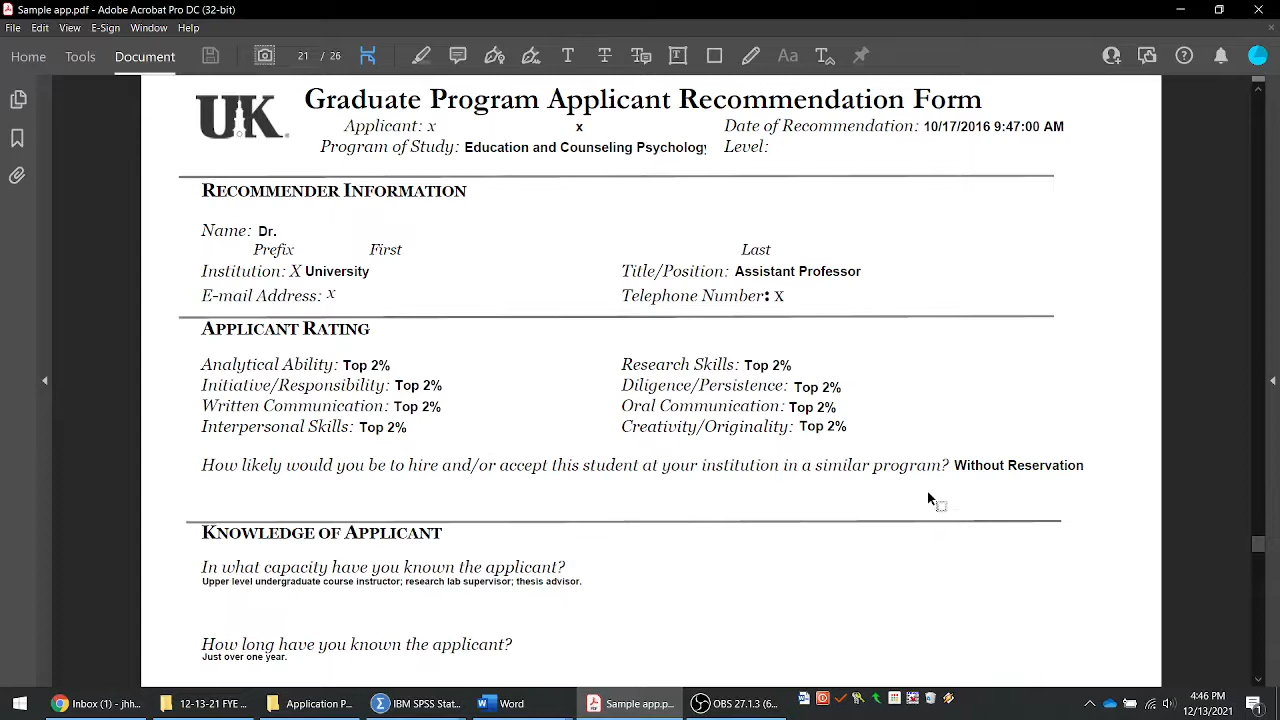 Sample app.pdf - Adobe Acrobat Pro DC (32-bit)
File Edit View E-Sign Window Help
Home Tools Document 21 / 26
UK Graduate Program Applicant Recommendation Form
Applicant: x x Date of Recommendation: 10/17/2016 9:47:00 AM
Program of Study: Education and Counseling Psychology Level:
RECOMMENDER INFORMATION
Name: Dr.
Prefix First Last
Institution: X University Title/Position: Assistant Professor
E-mail Address: x Telephone Number: X
APPLICANT RATING
Analytical Ability: Top 2% Research Skills: Top 2%
Initiative/Responsibility: Top 2% Diligence/Persistence: Top 2%
Written Communication: Top 2% Oral Communication: Top 2%
Interpersonal Skills: Top 2% Creativity/Originality: Top 2%
How likely would you be to hire and/or accept this student at your institution in a similar program? Without Reservation
KNOWLEDGE OF APPLICANT
In what capacity have you known the applicant?
Upper level undergraduate course instructor; research lab supervisor; thesis advisor.
How long have you known the applicant?
Just over one year.
Inbox (1) - jhh... 12-13-21 FYE ... Application P... IBM SPSS Stat... Word Sample app.p... OBS 27.1.3 (6... 4:46 PM
12/13/2021